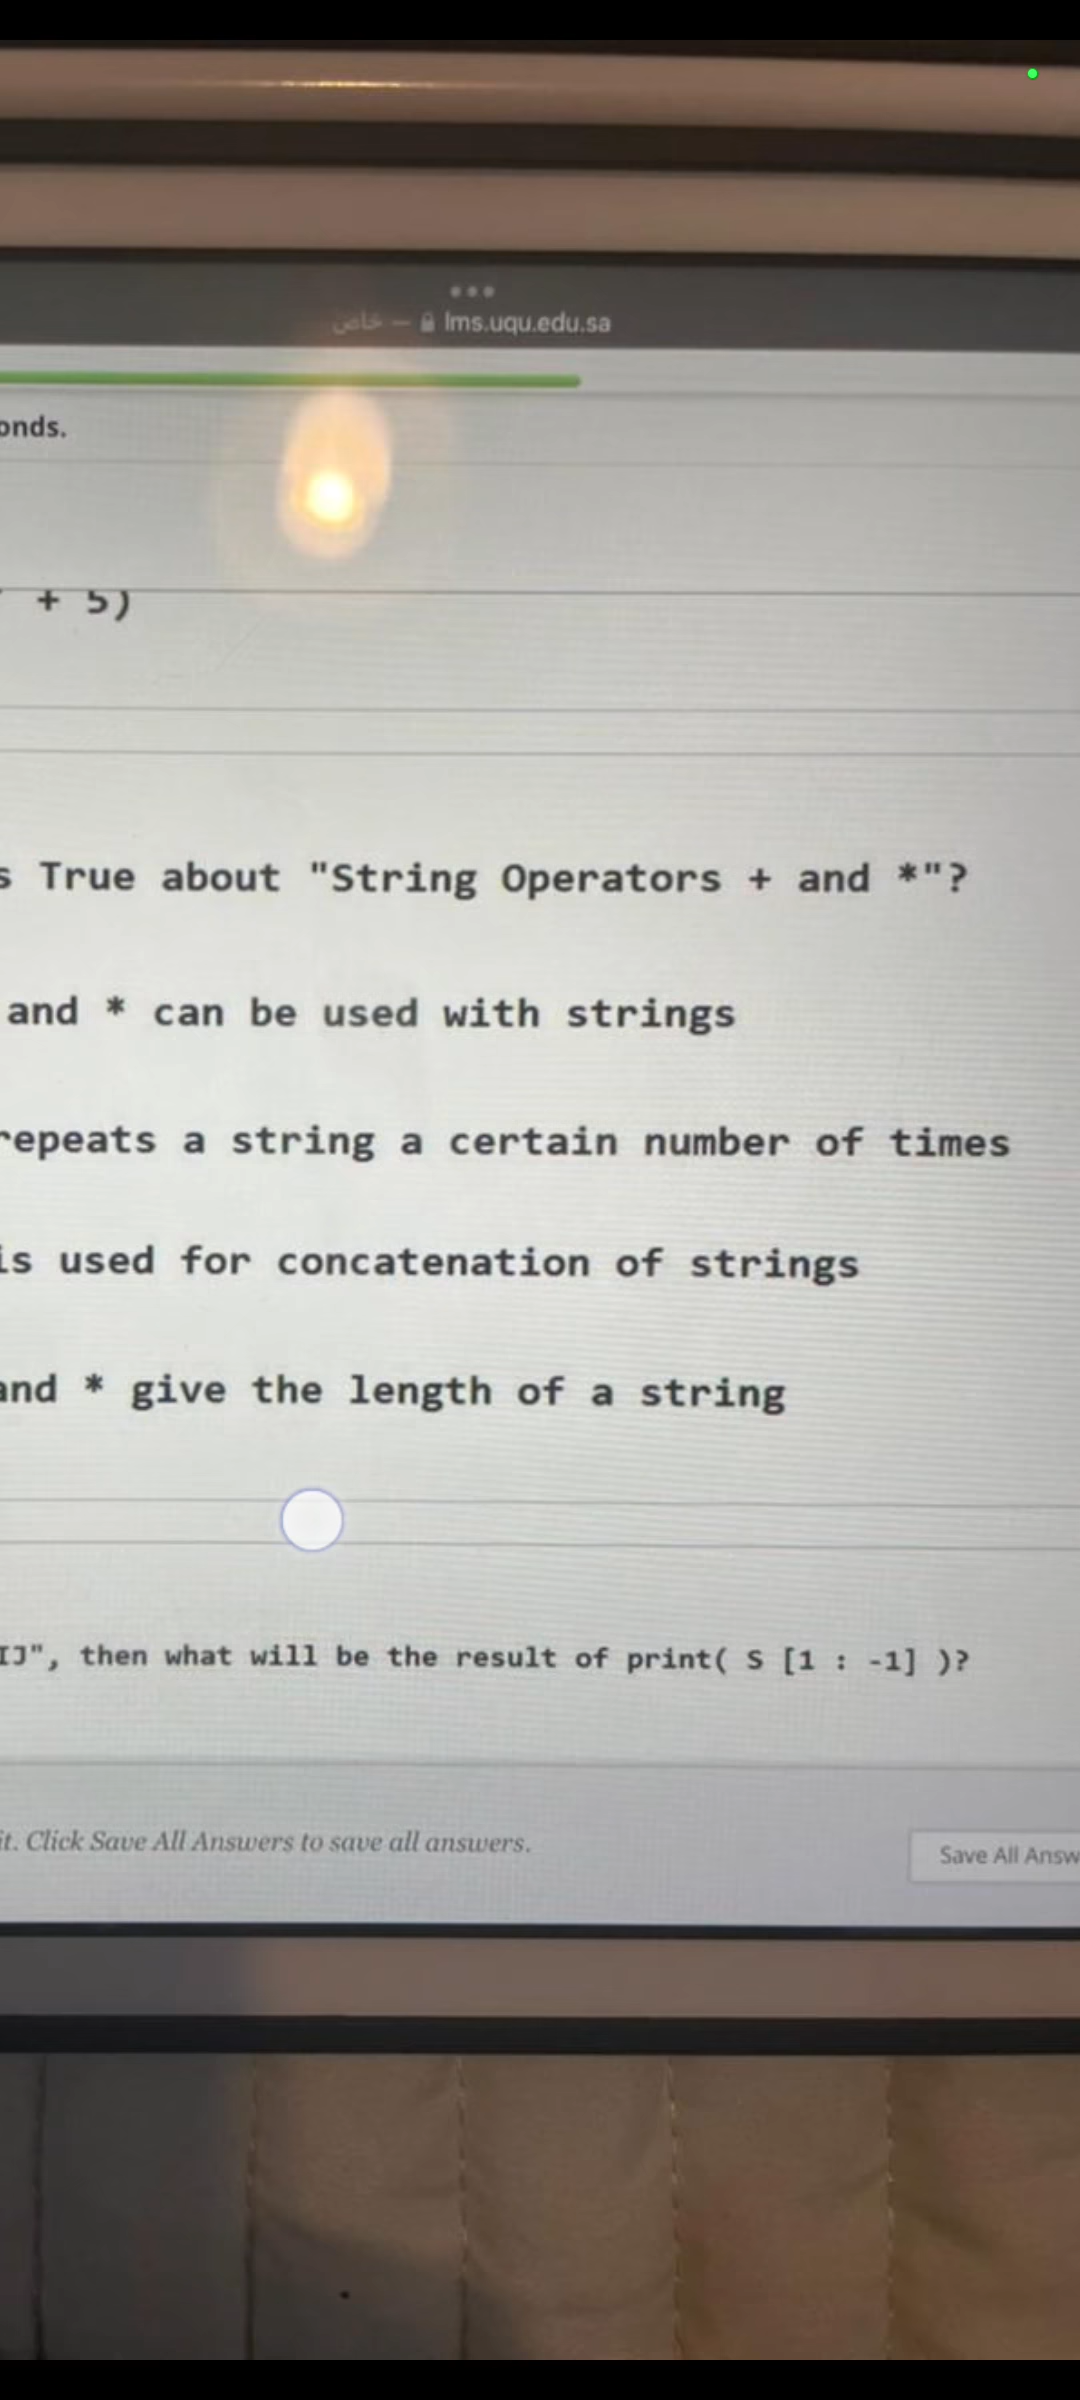 خاص — lms.uqu.edu.sa
onds.
+ 5)
s True about "String Operators + and *"?
and * can be used with strings
repeats a string a certain number of times
is used for concatenation of strings
and * give the length of a string
IJ", then what will be the result of print( S [1 : -1] )?
it. Click Save All Answers to save all answers.
Save All Answ